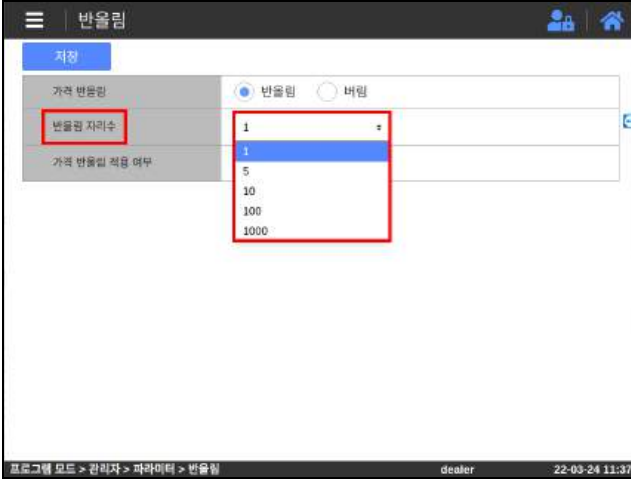 반올림
저장
가격 반올림
반올림
버림
반올림 자리수
1
1
5
10
100
1000
가격 반올림 적용 여부
프로그램 모드 > 관리자 > 파라미터 > 반올림
dealer
22-03-24 11:37